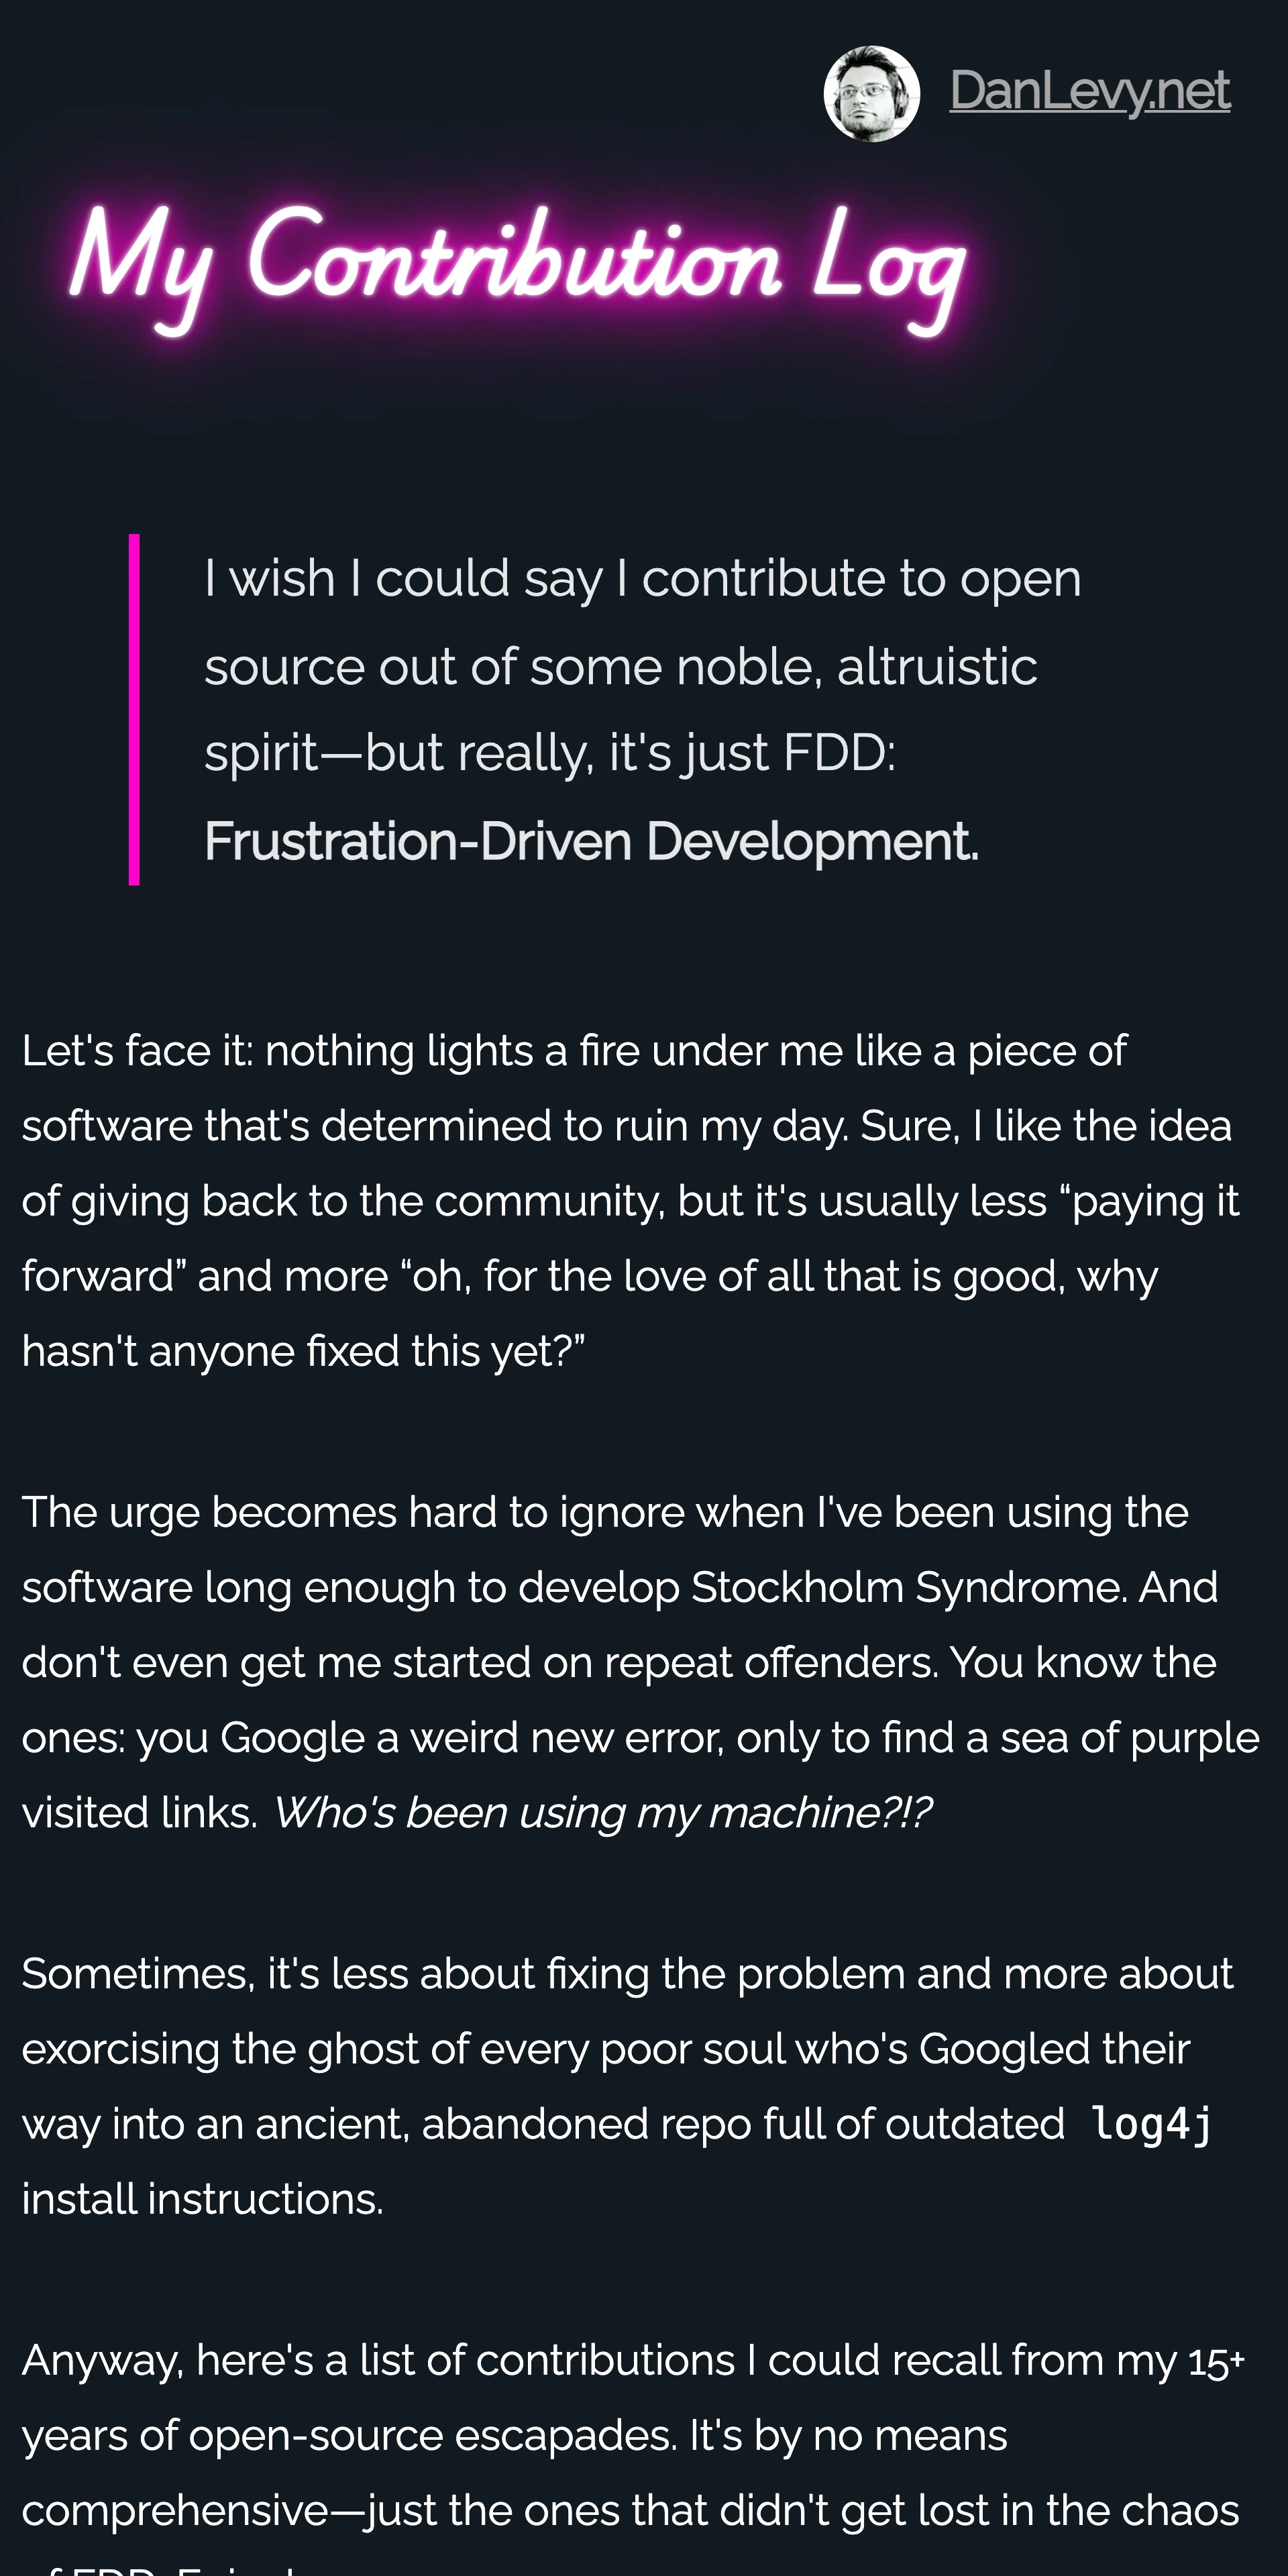 DanLevy.net
My Contribution Log
I wish I could say I contribute to open
source out of some noble, altruistic
spirit—but really, it's just FDD:
Frustration-Driven Development.
Let's face it: nothing lights a fire under me like a piece of
software that's determined to ruin my day. Sure, I like the idea
of giving back to the community, but it's usually less “paying it
forward” and more “oh, for the love of all that is good, why
hasn't anyone fixed this yet?”
The urge becomes hard to ignore when I've been using the
software long enough to develop Stockholm Syndrome. And
don't even get me started on repeat offenders. You know the
ones: you Google a weird new error, only to find a sea of purple
visited links. Who's been using my machine?!?
Sometimes, it's less about fixing the problem and more about
exorcising the ghost of every poor soul who's Googled their
way into an ancient, abandoned repo full of outdated log4j
install instructions.
Anyway, here's a list of contributions I could recall from my 15+
years of open-source escapades. It's by no means
comprehensive—just the ones that didn't get lost in the chaos